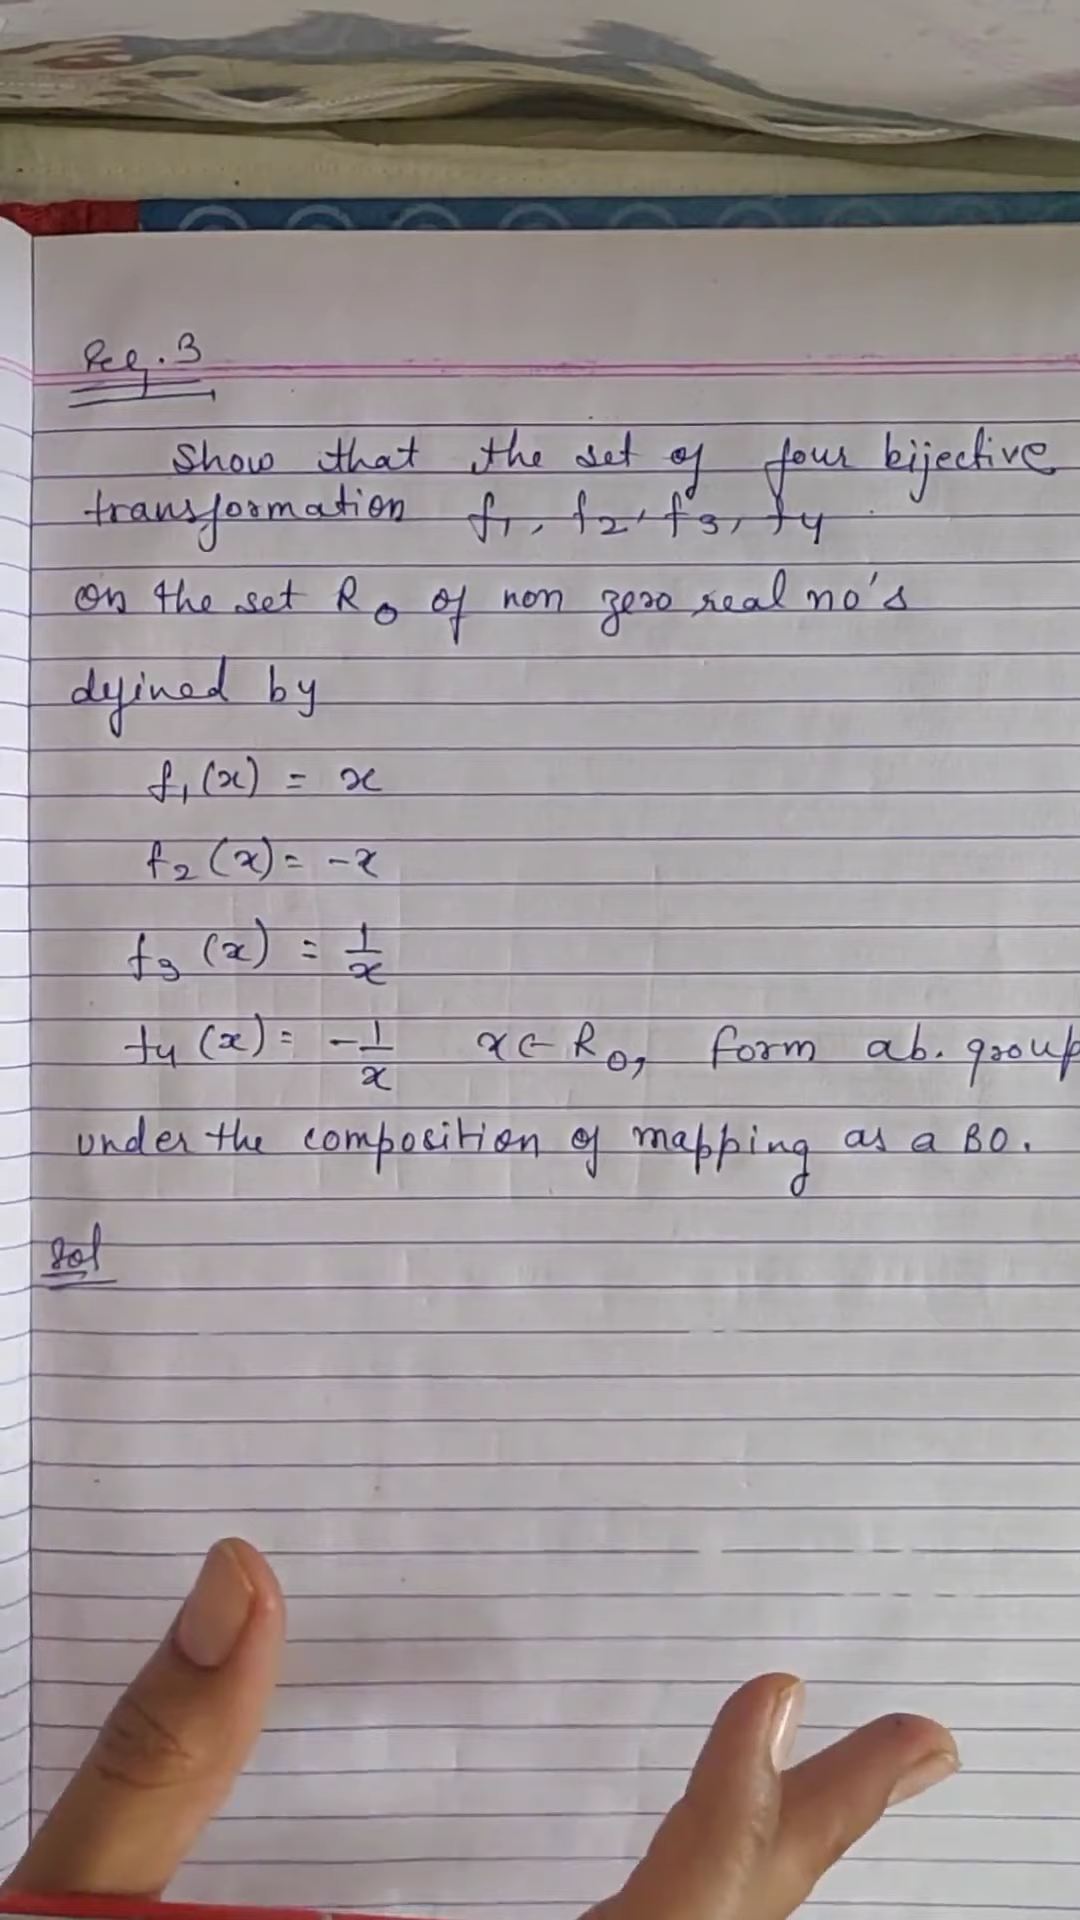 Show that the set of four bijective
transformation f1, f2, f3, f4
on the set R0 of non zero real no's
defined by
f1(x) = x
f2(x) = -x
f3(x) = 1/x
f4(x) = -1/x x ∈ R0, form ab. group
under the composition of mapping as a BO.
Sol